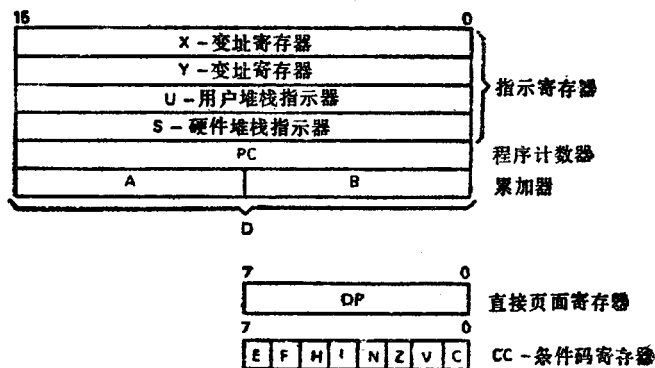 15 0
X – 变址寄存器
Y – 变址寄存器
U – 用户堆栈指示器
S – 硬件堆栈指示器
指示寄存器
PC 程序计数器
A B 累加器
D
7 0
DP 直接页面寄存器
7 0
E F H I N Z V C CC – 条件码寄存器